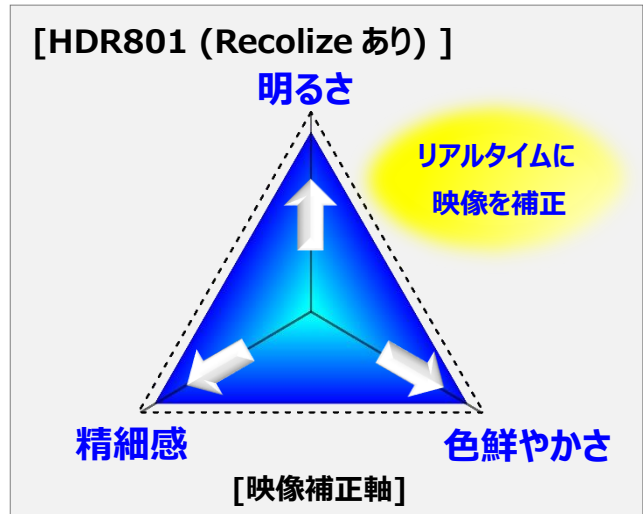 [HDR801 (Recolize あり) ]
明るさ
リアルタイムに
映像を補正
精細感
色鮮やかさ
[映像補正軸]